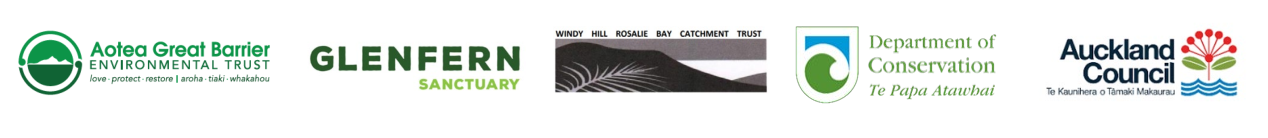 Aotea Great Barrier
ENVIRONMENTAL TRUST
love · protect · restore | aroha · tiaki · whakahou
GLENFERN
SANCTUARY
WINDY HILL ROSALIE BAY CATCHMENT TRUST
Department of
Conservation
Te Papa Atawhai
Auckland
Council
Te Kaunihera o Tāmaki Makaurau